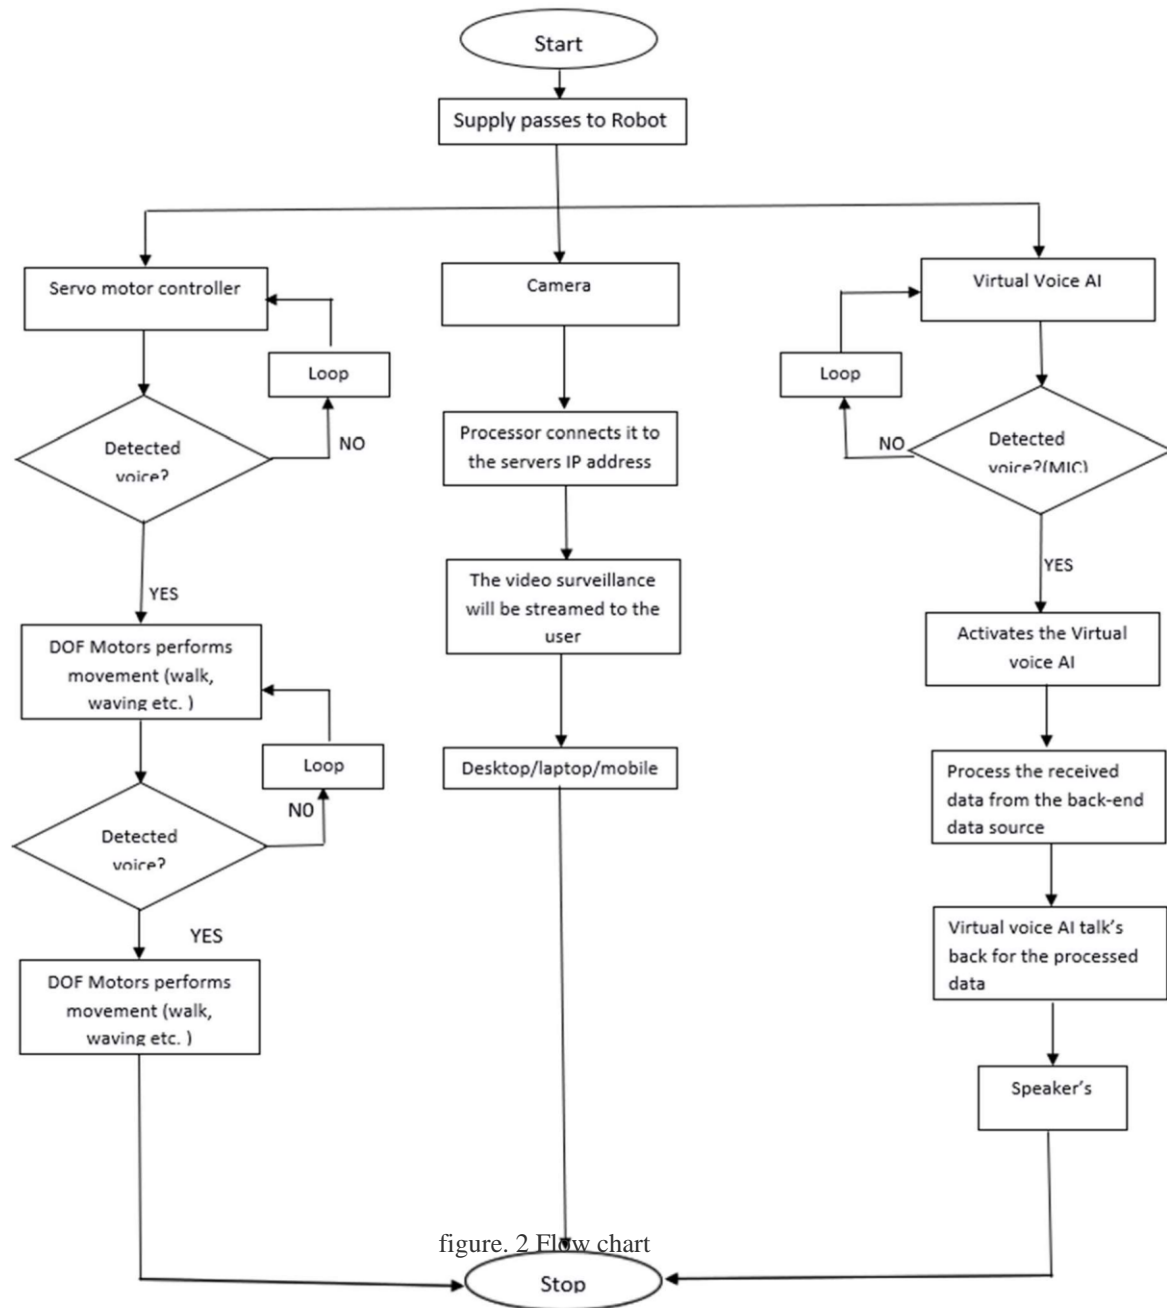 Start
Supply passes to Robot
Servo motor controller
Loop
NO
Detected
voice?
YES
DOF Motors performs
movement (walk,
waving etc. )
Loop
N0
Detected
voice?
YES
DOF Motors performs
movement (walk,
waving etc. )
Camera
Processor connects it to
the servers IP address
The video surveillance
will be streamed to the
user
Desktop/laptop/mobile
Virtual Voice AI
Loop
NO
Detected
voice?(MIC)
YES
Activates the Virtual
voice AI
Process the received
data from the back-end
data source
Virtual voice AI talk's
back for the processed
data
Speaker's
figure. 2 Flow chart
Stop